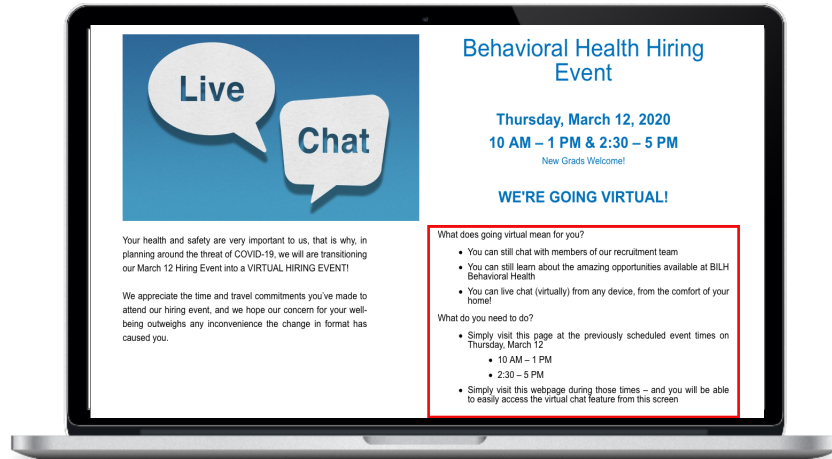 Live
Chat
Your health and safety are very important to us, that is why, in
planning around the threat of COVID-19, we will are transitioning
our March 12 Hiring Event into a VIRTUAL HIRING EVENT!
We appreciate the time and travel commitments you've made to
attend our hiring event, and we hope our concern for your well-
being outweighs any inconvenience the change in format has
caused you.
Behavioral Health Hiring
Event
Thursday, March 12, 2020
10 AM – 1 PM & 2:30 – 5 PM
New Grads Welcome!
WE'RE GOING VIRTUAL!
What does going virtual mean for you?
• You can still chat with members of our recruitment team
• You can still learn about the amazing opportunities available at BILH
Behavioral Health
• You can live chat (virtually) from any device, from the comfort of your
home!
What do you need to do?
• Simply visit this page at the previously scheduled event times on
Thursday, March 12
• 10 AM – 1 PM
• 2:30 – 5 PM
• Simply visit this webpage during those times – and you will be able
to easily access the virtual chat feature from this screen